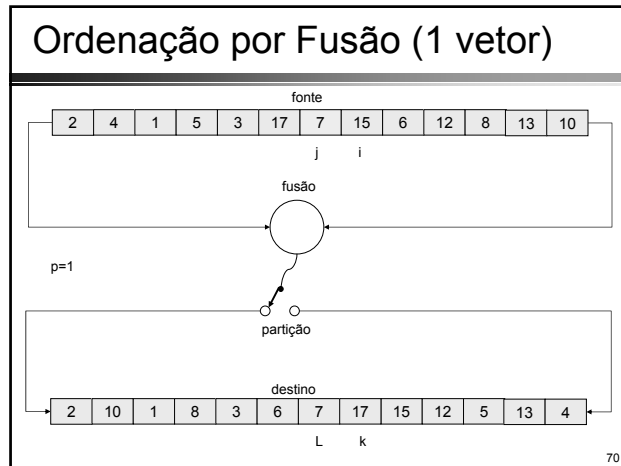 Ordenação por Fusão (1 vetor)
fonte
2 4 1 5 3 17 7 15 6 12 8 13 10
j i
fusão
p=1
partição
destino
2 10 1 8 3 6 7 17 15 12 5 13 4
L k
70